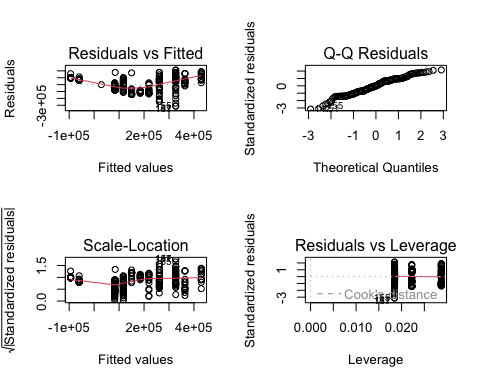 Residuals vs Fitted
Residuals
-3e+05
-1e+05 2e+05 4e+05
Fitted values
Q-Q Residuals
Standardized residuals
-3 0
-3 -2 -1 0 1 2 3
Theoretical Quantiles
Scale-Location
√|Standardized residuals|
0.0 1.5
-1e+05 2e+05 4e+05
Fitted values
Residuals vs Leverage
Standardized residuals
-3 1
Cook's distance
0.000 0.010 0.020
Leverage